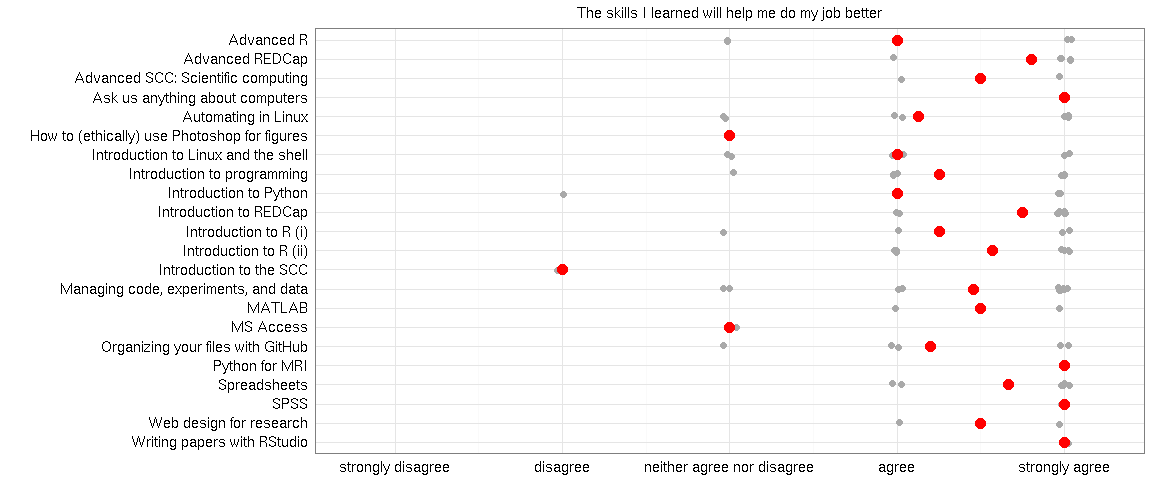 The skills I learned will help me do my job better
Advanced R
Advanced REDCap
Advanced SCC: Scientific computing
Ask us anything about computers
Automating in Linux
How to (ethically) use Photoshop for figures
Introduction to Linux and the shell
Introduction to programming
Introduction to Python
Introduction to REDCap
Introduction to R (i)
Introduction to R (ii)
Introduction to the SCC
Managing code, experiments, and data
MATLAB
MS Access
Organizing your files with GitHub
Python for MRI
Spreadsheets
SPSS
Web design for research
Writing papers with RStudio
strongly disagree disagree neither agree nor disagree agree strongly agree